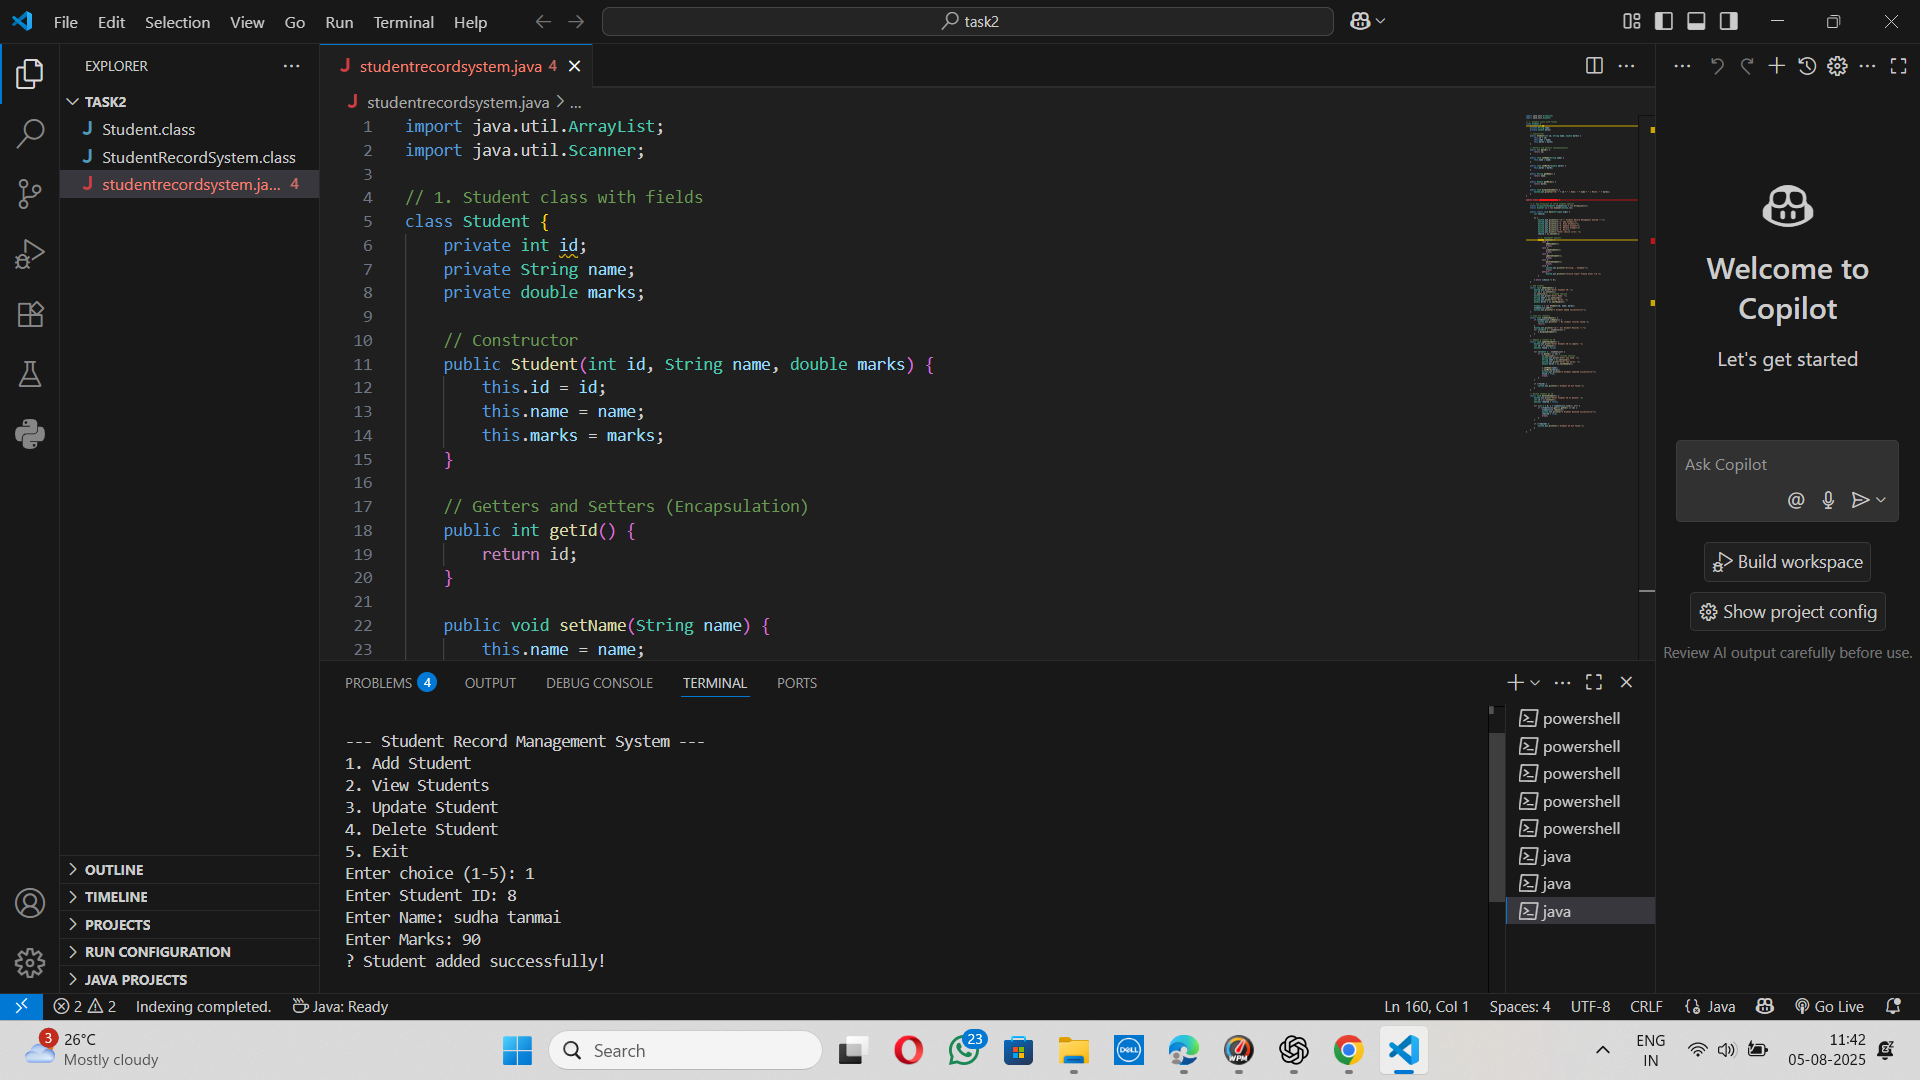 File Edit Selection View Go Run Terminal Help
task2
EXPLORER
TASK2
J Student.class
J StudentRecordSystem.class
J studentrecordsystem.ja... 4
OUTLINE
TIMELINE
PROJECTS
RUN CONFIGURATION
JAVA PROJECTS
J studentrecordsystem.java 4
J studentrecordsystem.java > ...
1 import java.util.ArrayList;
2 import java.util.Scanner;
3
4 // 1. Student class with fields
5 class Student {
6 private int id;
7 private String name;
8 private double marks;
9
10 // Constructor
11 public Student(int id, String name, double marks) {
12 this.id = id;
13 this.name = name;
14 this.marks = marks;
15 }
16
17 // Getters and Setters (Encapsulation)
18 public int getId() {
19 return id;
20 }
21
22 public void setName(String name) {
23 this.name = name;
PROBLEMS 4 OUTPUT DEBUG CONSOLE TERMINAL PORTS
--- Student Record Management System ---
1. Add Student
2. View Students
3. Update Student
4. Delete Student
5. Exit
Enter choice (1-5): 1
Enter Student ID: 8
Enter Name: sudha tanmai
Enter Marks: 90
? Student added successfully!
powershell
powershell
powershell
powershell
powershell
java
java
java
Welcome to
Copilot
Let's get started
Ask Copilot
@
Build workspace
Show project config
Review AI output carefully before use.
2 2 Indexing completed. Java: Ready
Ln 160, Col 1 Spaces: 4 UTF-8 CRLF {} Java Go Live
3
26°C
Mostly cloudy
Search
23
DELL
WPM
ENG
IN
11:42
05-08-2025